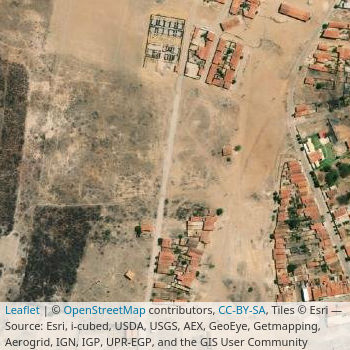 Leaflet | © OpenStreetMap contributors, CC-BY-SA, Tiles © Esri —
Source: Esri, i-cubed, USDA, USGS, AEX, GeoEye, Getmapping,
Aerogrid, IGN, IGP, UPR-EGP, and the GIS User Community